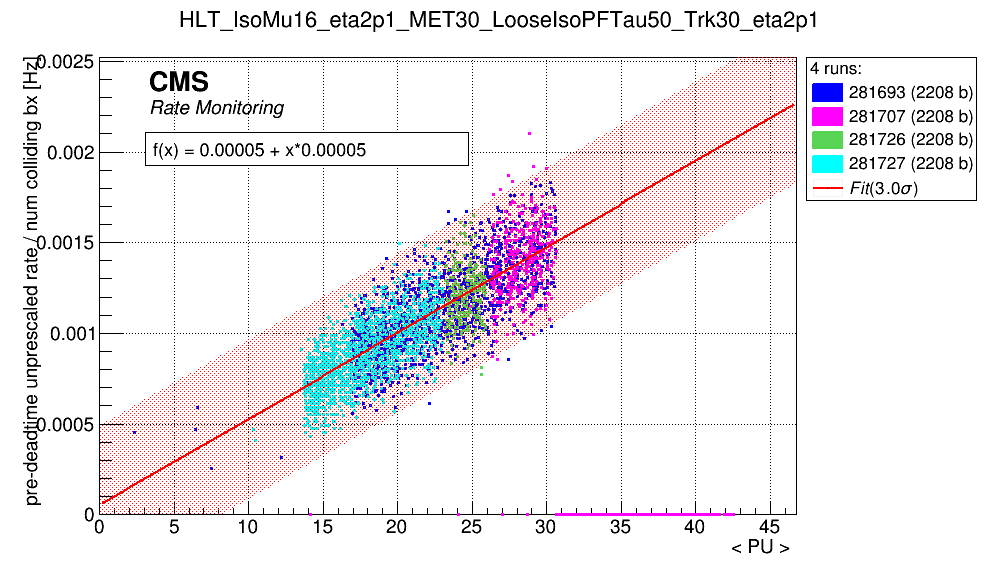 HLT_IsoMu16_eta2p1_MET30_LooseIsoPFTau50_Trk30_eta2p1
pre-deadtime unprescaled rate / num colliding bx [Hz]
0.0025
0.002
0.0015
0.001
0.0005
0
CMS
Rate Monitoring
f(x) = 0.00005 + x*0.00005
4 runs:
281693 (2208 b)
281707 (2208 b)
281726 (2208 b)
281727 (2208 b)
Fit(3.0σ)
0 5 10 15 20 25 30 35 40 45
< PU >